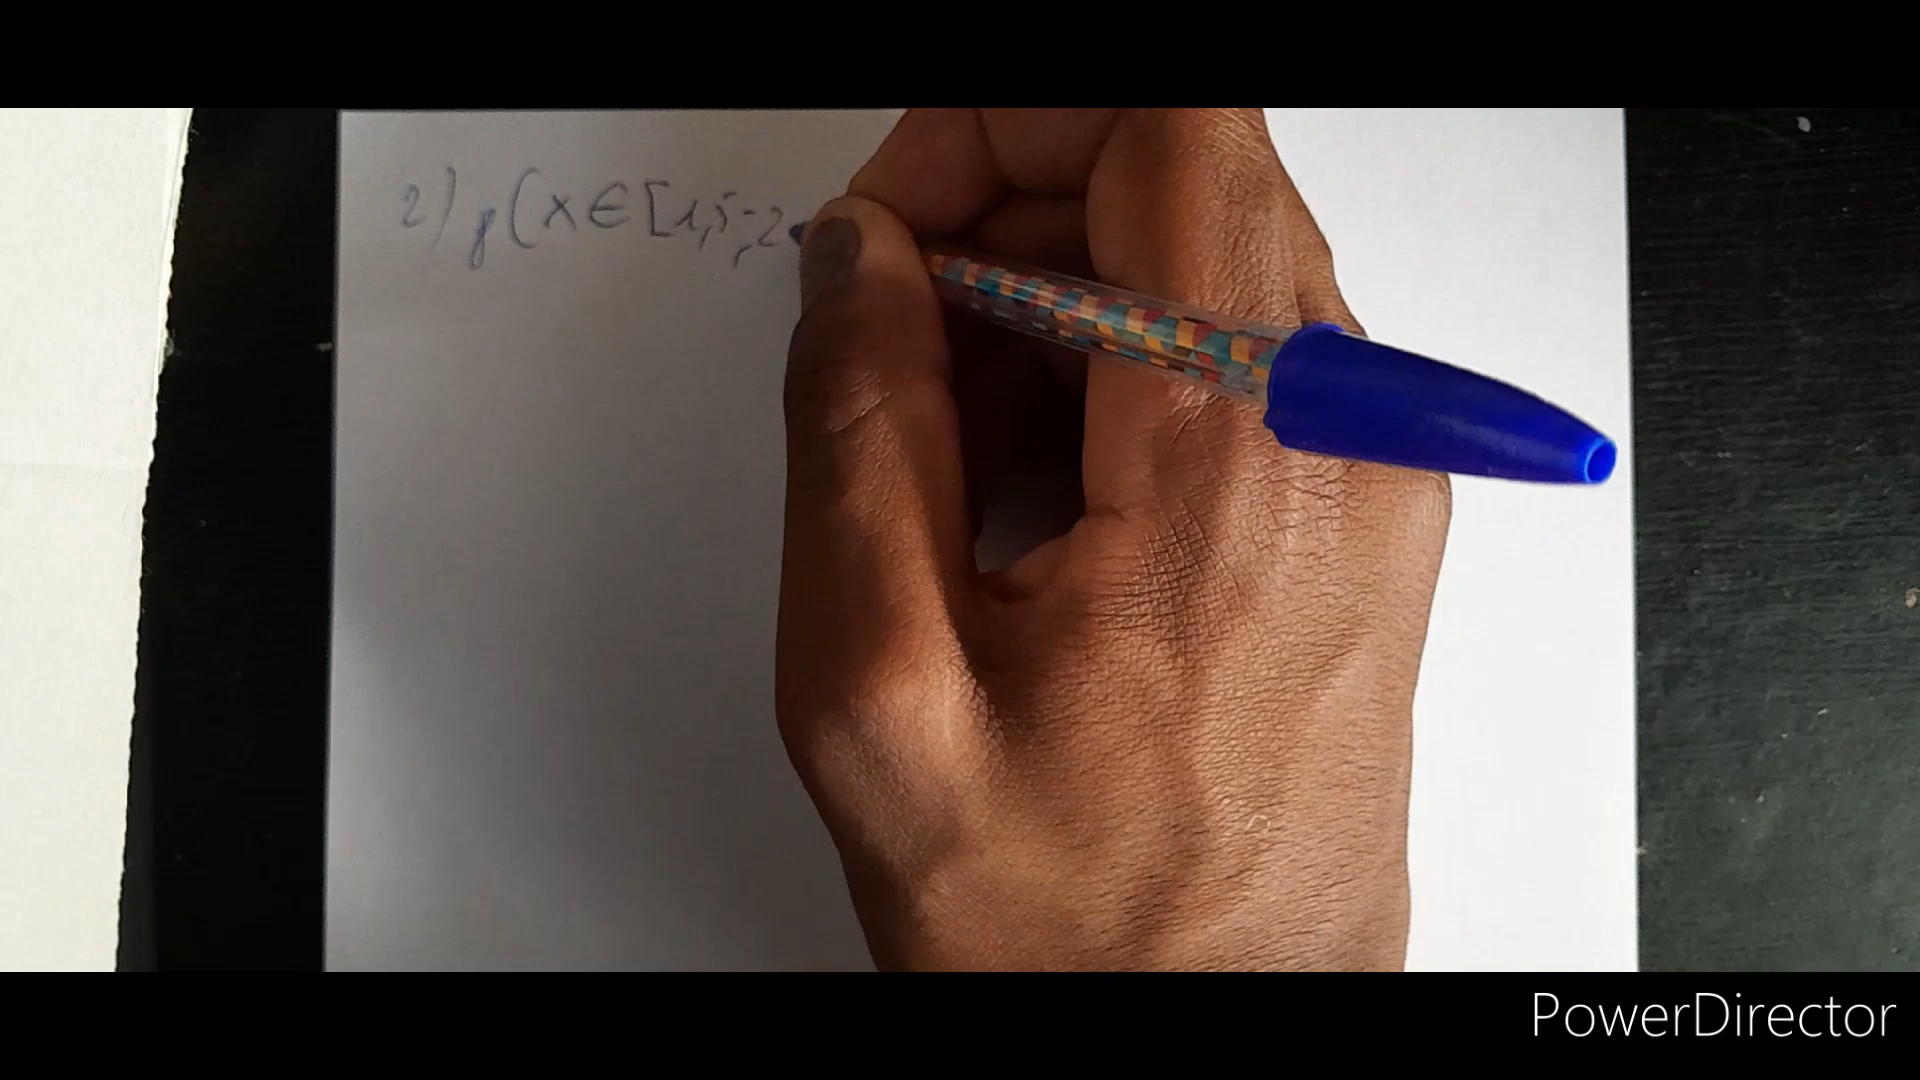 2) p(x ∈ [1,5;2
PowerDirector